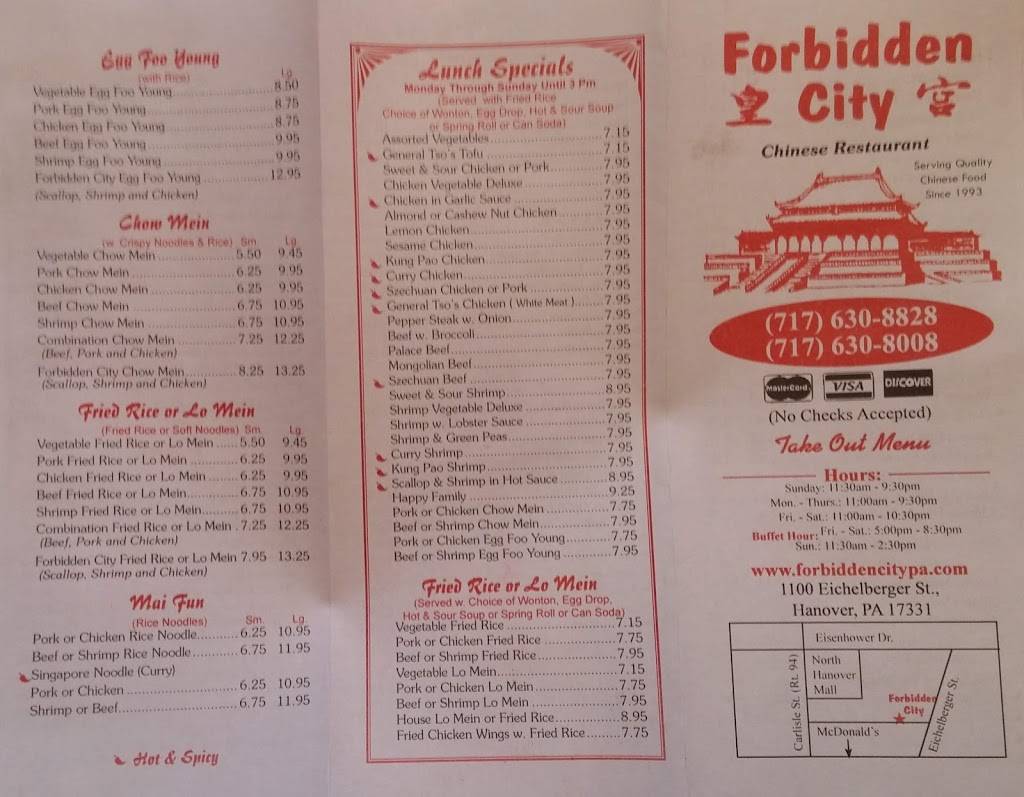 Egg Foo Young
(with Rice) Lg.
Vegetable Egg Foo Young 8.50
Pork Egg Foo Young 8.75
Chicken Egg Foo Young 8.75
Beef Egg Foo Young 9.95
Shrimp Egg Foo Young 9.95
Forbidden City Egg Foo Young 12.95
(Scallop, Shrimp and Chicken)
Chow Mein
(w. Crispy Noodles & Rice) Sm. Lg.
Vegetable Chow Mein 5.50 9.45
Pork Chow Mein 6.25 9.95
Chicken Chow Mein 6.25 9.95
Beef Chow Mein 6.75 10.95
Shrimp Chow Mein 6.75 10.95
Combination Chow Mein 7.25 12.25
(Beef, Pork and Chicken)
Forbidden City Chow Mein 8.25 13.25
(Scallop, Shrimp and Chicken)
Fried Rice or Lo Mein
(Fried Rice or Soft Noodles) Sm. Lg.
Vegetable Fried Rice or Lo Mein 5.50 9.45
Pork Fried Rice or Lo Mein 6.25 9.95
Chicken Fried Rice or Lo Mein 6.25 9.95
Beef Fried Rice or Lo Mein 6.75 10.95
Shrimp Fried Rice or Lo Mein 6.75 10.95
Combination Fried Rice or Lo Mein 7.25 12.25
(Beef, Pork and Chicken)
Forbidden City Fried Rice or Lo Mein 7.95 13.25
(Scallop, Shrimp and Chicken)
Mai Fun
(Rice Noodles) Sm. Lg.
Pork or Chicken Rice Noodle 6.25 10.95
Beef or Shrimp Rice Noodle 6.75 11.95
Singapore Noodle (Curry)
Pork or Chicken 6.25 10.95
Shrimp or Beef 6.75 11.95
Hot & Spicy
Lunch Specials
Monday Through Sunday Until 3 Pm
(Served with Fried Rice
Choice of Wonton, Egg Drop, Hot & Sour Soup
or Spring Roll or Can Soda)
Assorted Vegetables 7.15
General Tso's Tofu 7.15
Sweet & Sour Chicken or Pork 7.95
Chicken Vegetable Deluxe 7.95
Chicken in Garlic Sauce 7.95
Almond or Cashew Nut Chicken 7.95
Lemon Chicken 7.95
Sesame Chicken 7.95
Kung Pao Chicken 7.95
Curry Chicken 7.95
Szechuan Chicken or Pork 7.95
General Tso's Chicken ( White Meat ) 7.95
Pepper Steak w. Onion 7.95
Beef w. Broccoli 7.95
Palace Beef 7.95
Mongolian Beef 7.95
Szechuan Beef 7.95
Sweet & Sour Shrimp 8.95
Shrimp Vegetable Deluxe 7.95
Shrimp w. Lobster Sauce 7.95
Shrimp & Green Peas 7.95
Curry Shrimp 7.95
Kung Pao Shrimp 7.95
Scallop & Shrimp in Hot Sauce 8.95
Happy Family 9.25
Pork or Chicken Chow Mein 7.75
Beef or Shrimp Chow Mein 7.95
Pork or Chicken Egg Foo Young 7.75
Beef or Shrimp Egg Foo Young 7.95
Fried Rice or Lo Mein
(Served w. Choice of Wonton, Egg Drop,
Hot & Sour Soup or Spring Roll or Can Soda)
Vegetable Fried Rice 7.15
Pork or Chicken Fried Rice 7.75
Beef or Shrimp Fried Rice 7.95
Vegetable Lo Mein 7.15
Pork or Chicken Lo Mein 7.75
Beef or Shrimp Lo Mein 7.95
House Lo Mein or Fried Rice 8.95
Fried Chicken Wings w. Fried Rice 7.75
Forbidden
皇 City 宮
Chinese Restaurant
Serving Quality
Chinese Food
Since 1993
(717) 630-8828
(717) 630-8008
MasterCard VISA DISCOVER
(No Checks Accepted)
Take Out Menu
Hours:
Sunday: 11:30am - 9:30pm
Mon. - Thurs.: 11:00am - 9:30pm
Fri. - Sat.: 11:00am - 10:30pm
Buffet Hour: Fri. - Sat.: 5:00pm - 8:30pm
Sun.: 11:30am - 2:30pm
www.forbiddencitypa.com
1100 Eichelberger St.,
Hanover, PA 17331
Eisenhower Dr.
Carlisle St. (Rt. 94)
North
Hanover
Mall
Forbidden
City
Eichelberger St.
McDonald's